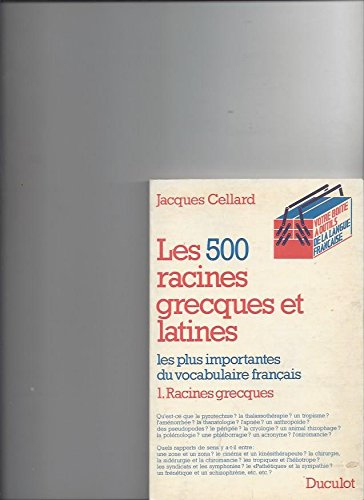 Jacques Cellard
VOTRE BOITE
A OUTILS
DE LA LANGUE
FRANÇAISE
Les 500
racines
grecques et
latines
les plus importantes
du vocabulaire français
1. Racines grecques
Qu'est-ce que la pyrotechnie? la thalassothérapie? un tropisme?
l'aménorrhée? la thanatologie? l'apnée? un anthropoïde?
des pseudopodes? le périgée? la cryologie? un animal rhizophage?
la polémologie? une phléborragie? un acronyme? l'oniromancie?
Quels rapports de sens y a-t-il entre:
une zone et un zona? le cinéma et un kinésithérapeute? la chirurgie,
la sidérurgie et la chiromancie? les tropiques et l'héliotrope?
les syndicats et les symphonies? le «Pathétique» et la sympathie?
un frénétique et un schizophrène, etc, etc.?
Duculot